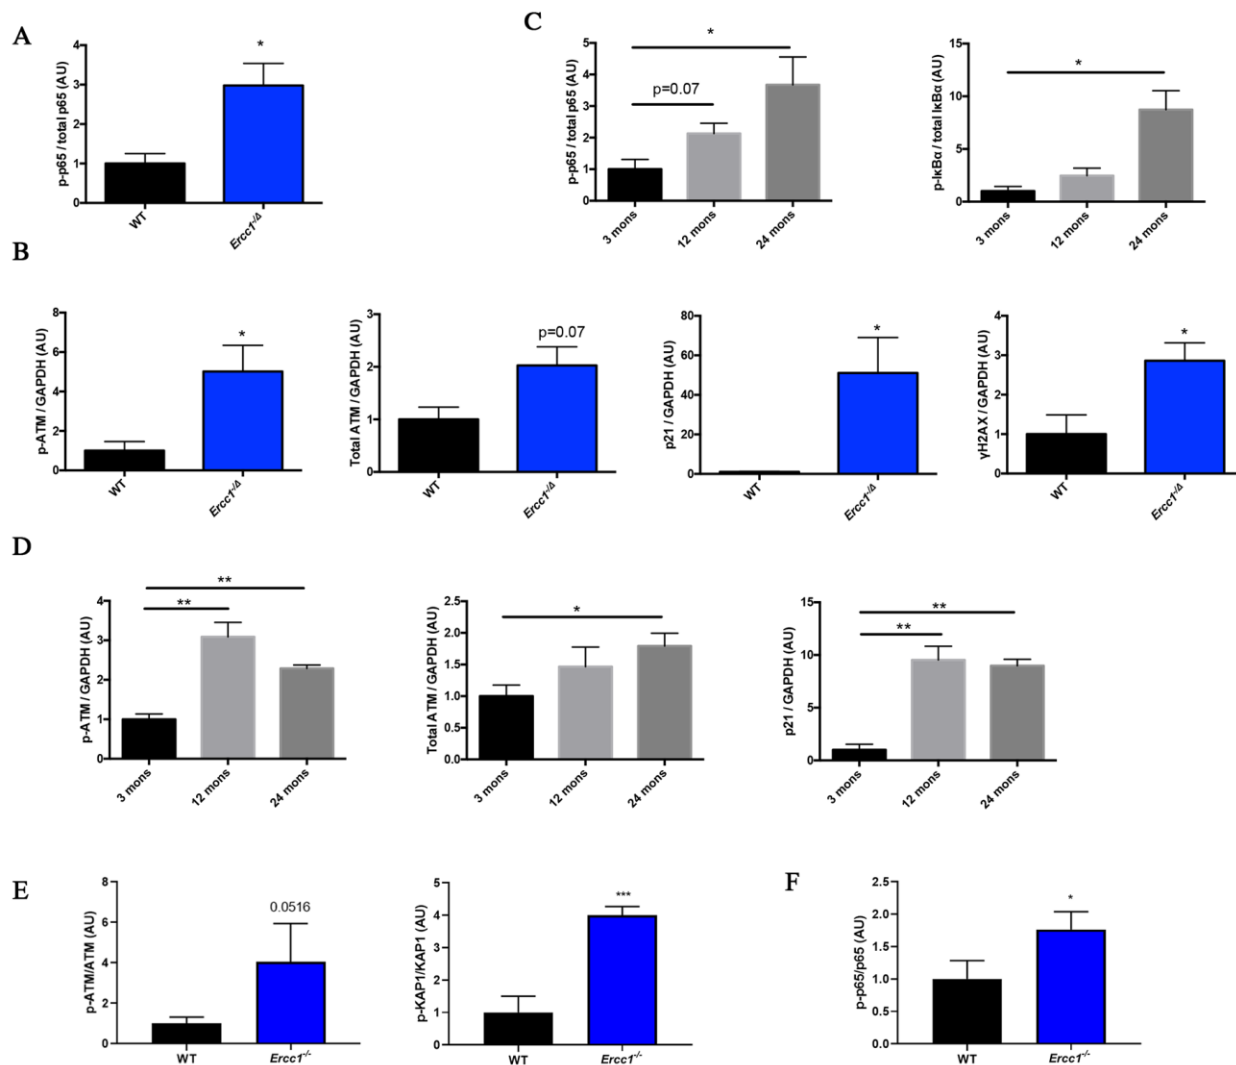 A
p-p65 / total p65 (AU)
5
4
3
2
1
0
*
WT
Ercc1⁻/Δ
C
p-p65 / total p65 (AU)
5
4
3
2
1
0
*
p=0.07
3 mons
12 mons
24 mons
p-IκBα / total IκBα (AU)
15
10
5
0
*
3 mons
12 mons
24 mons
B
p-ATM / GAPDH (AU)
8
6
4
2
0
*
WT
Ercc1⁻/Δ
Total ATM / GAPDH (AU)
3
2
1
0
p=0.07
WT
Ercc1⁻/Δ
p21 / GAPDH (AU)
80
60
40
20
0
*
WT
Ercc1⁻/Δ
γH2AX / GAPDH (AU)
4
3
2
1
0
*
WT
Ercc1⁻/Δ
D
p-ATM / GAPDH (AU)
4
3
2
1
0
**
**
3 mons
12 mons
24 mons
Total ATM / GAPDH (AU)
2.5
2.0
1.5
1.0
0.5
0.0
*
3 mons
12 mons
24 mons
p21 / GAPDH (AU)
15
10
5
0
**
**
3 mons
12 mons
24 mons
E
p-ATM/ATM (AU)
8
6
4
2
0
0.0516
WT
Ercc1⁻/⁻
p-KAP1/KAP1 (AU)
5
4
3
2
1
0
***
WT
Ercc1⁻/⁻
F
p-p65/p65 (AU)
2.5
2.0
1.5
1.0
0.5
0.0
*
WT
Ercc1⁻/⁻